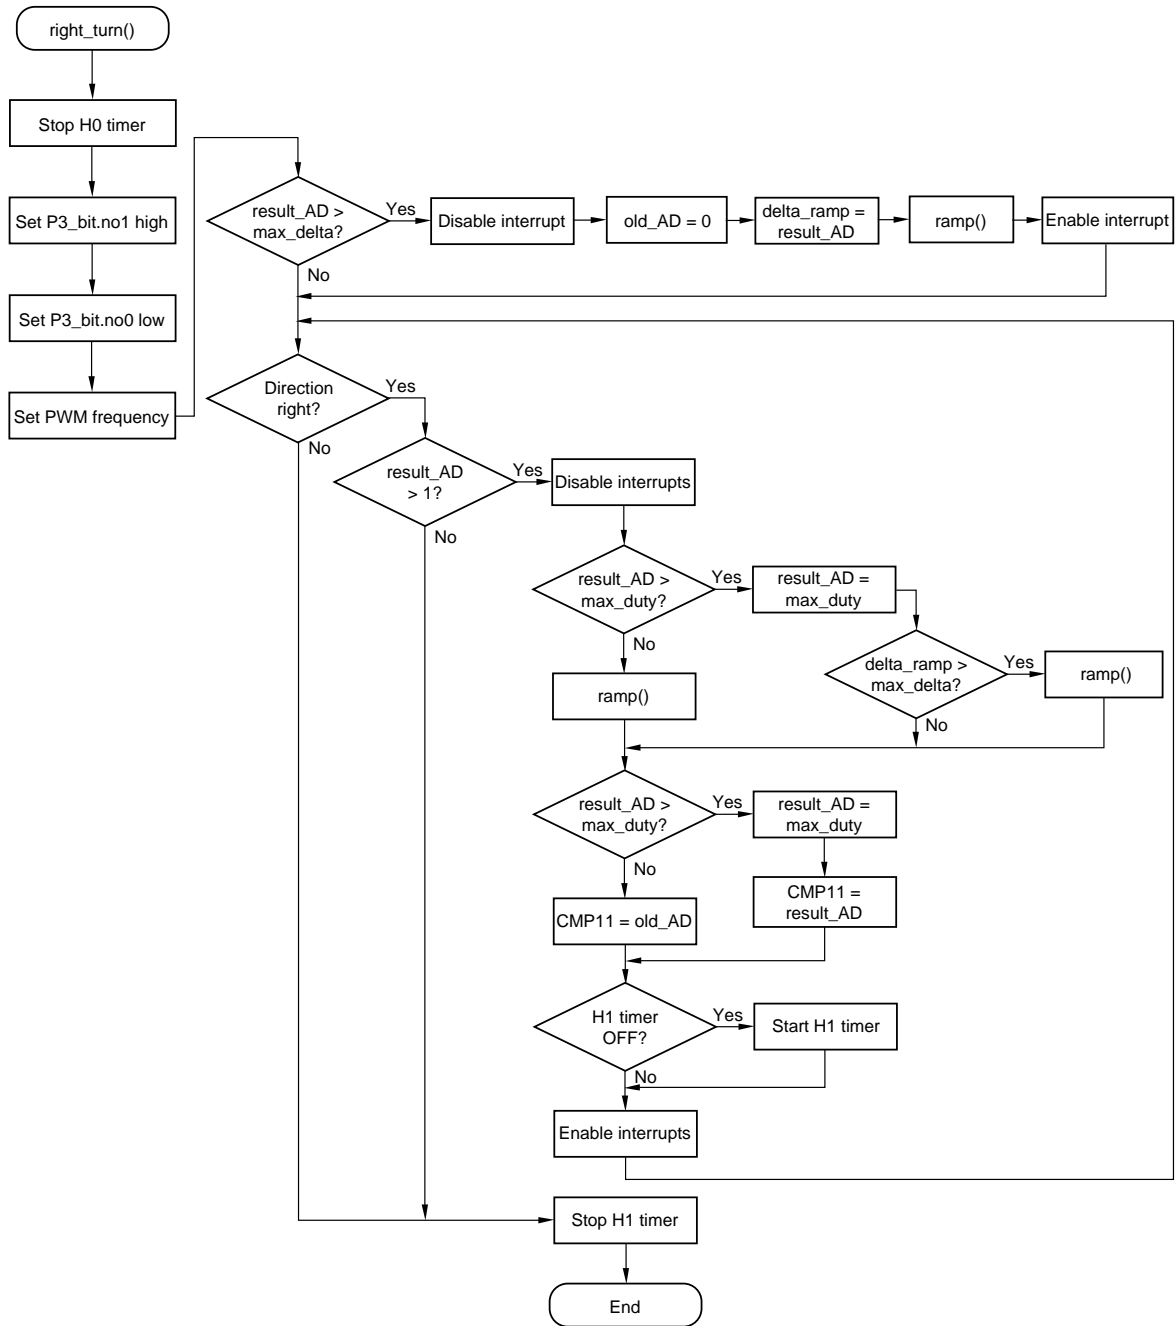 right_turn()
Stop H0 timer
Set P3_bit.no1 high
Set P3_bit.no0 low
Set PWM frequency
result_AD >
max_delta?
Yes
No
Disable interrupt
old_AD = 0
delta_ramp =
result_AD
ramp()
Enable interrupt
Direction
right?
Yes
No
result_AD
> 1?
Yes
No
Disable interrupts
result_AD >
max_duty?
Yes
No
result_AD =
max_duty
delta_ramp >
max_delta?
Yes
No
ramp()
ramp()
result_AD >
max_duty?
Yes
No
result_AD =
max_duty
CMP11 =
result_AD
CMP11 = old_AD
H1 timer
OFF?
Yes
No
Start H1 timer
Enable interrupts
Stop H1 timer
End